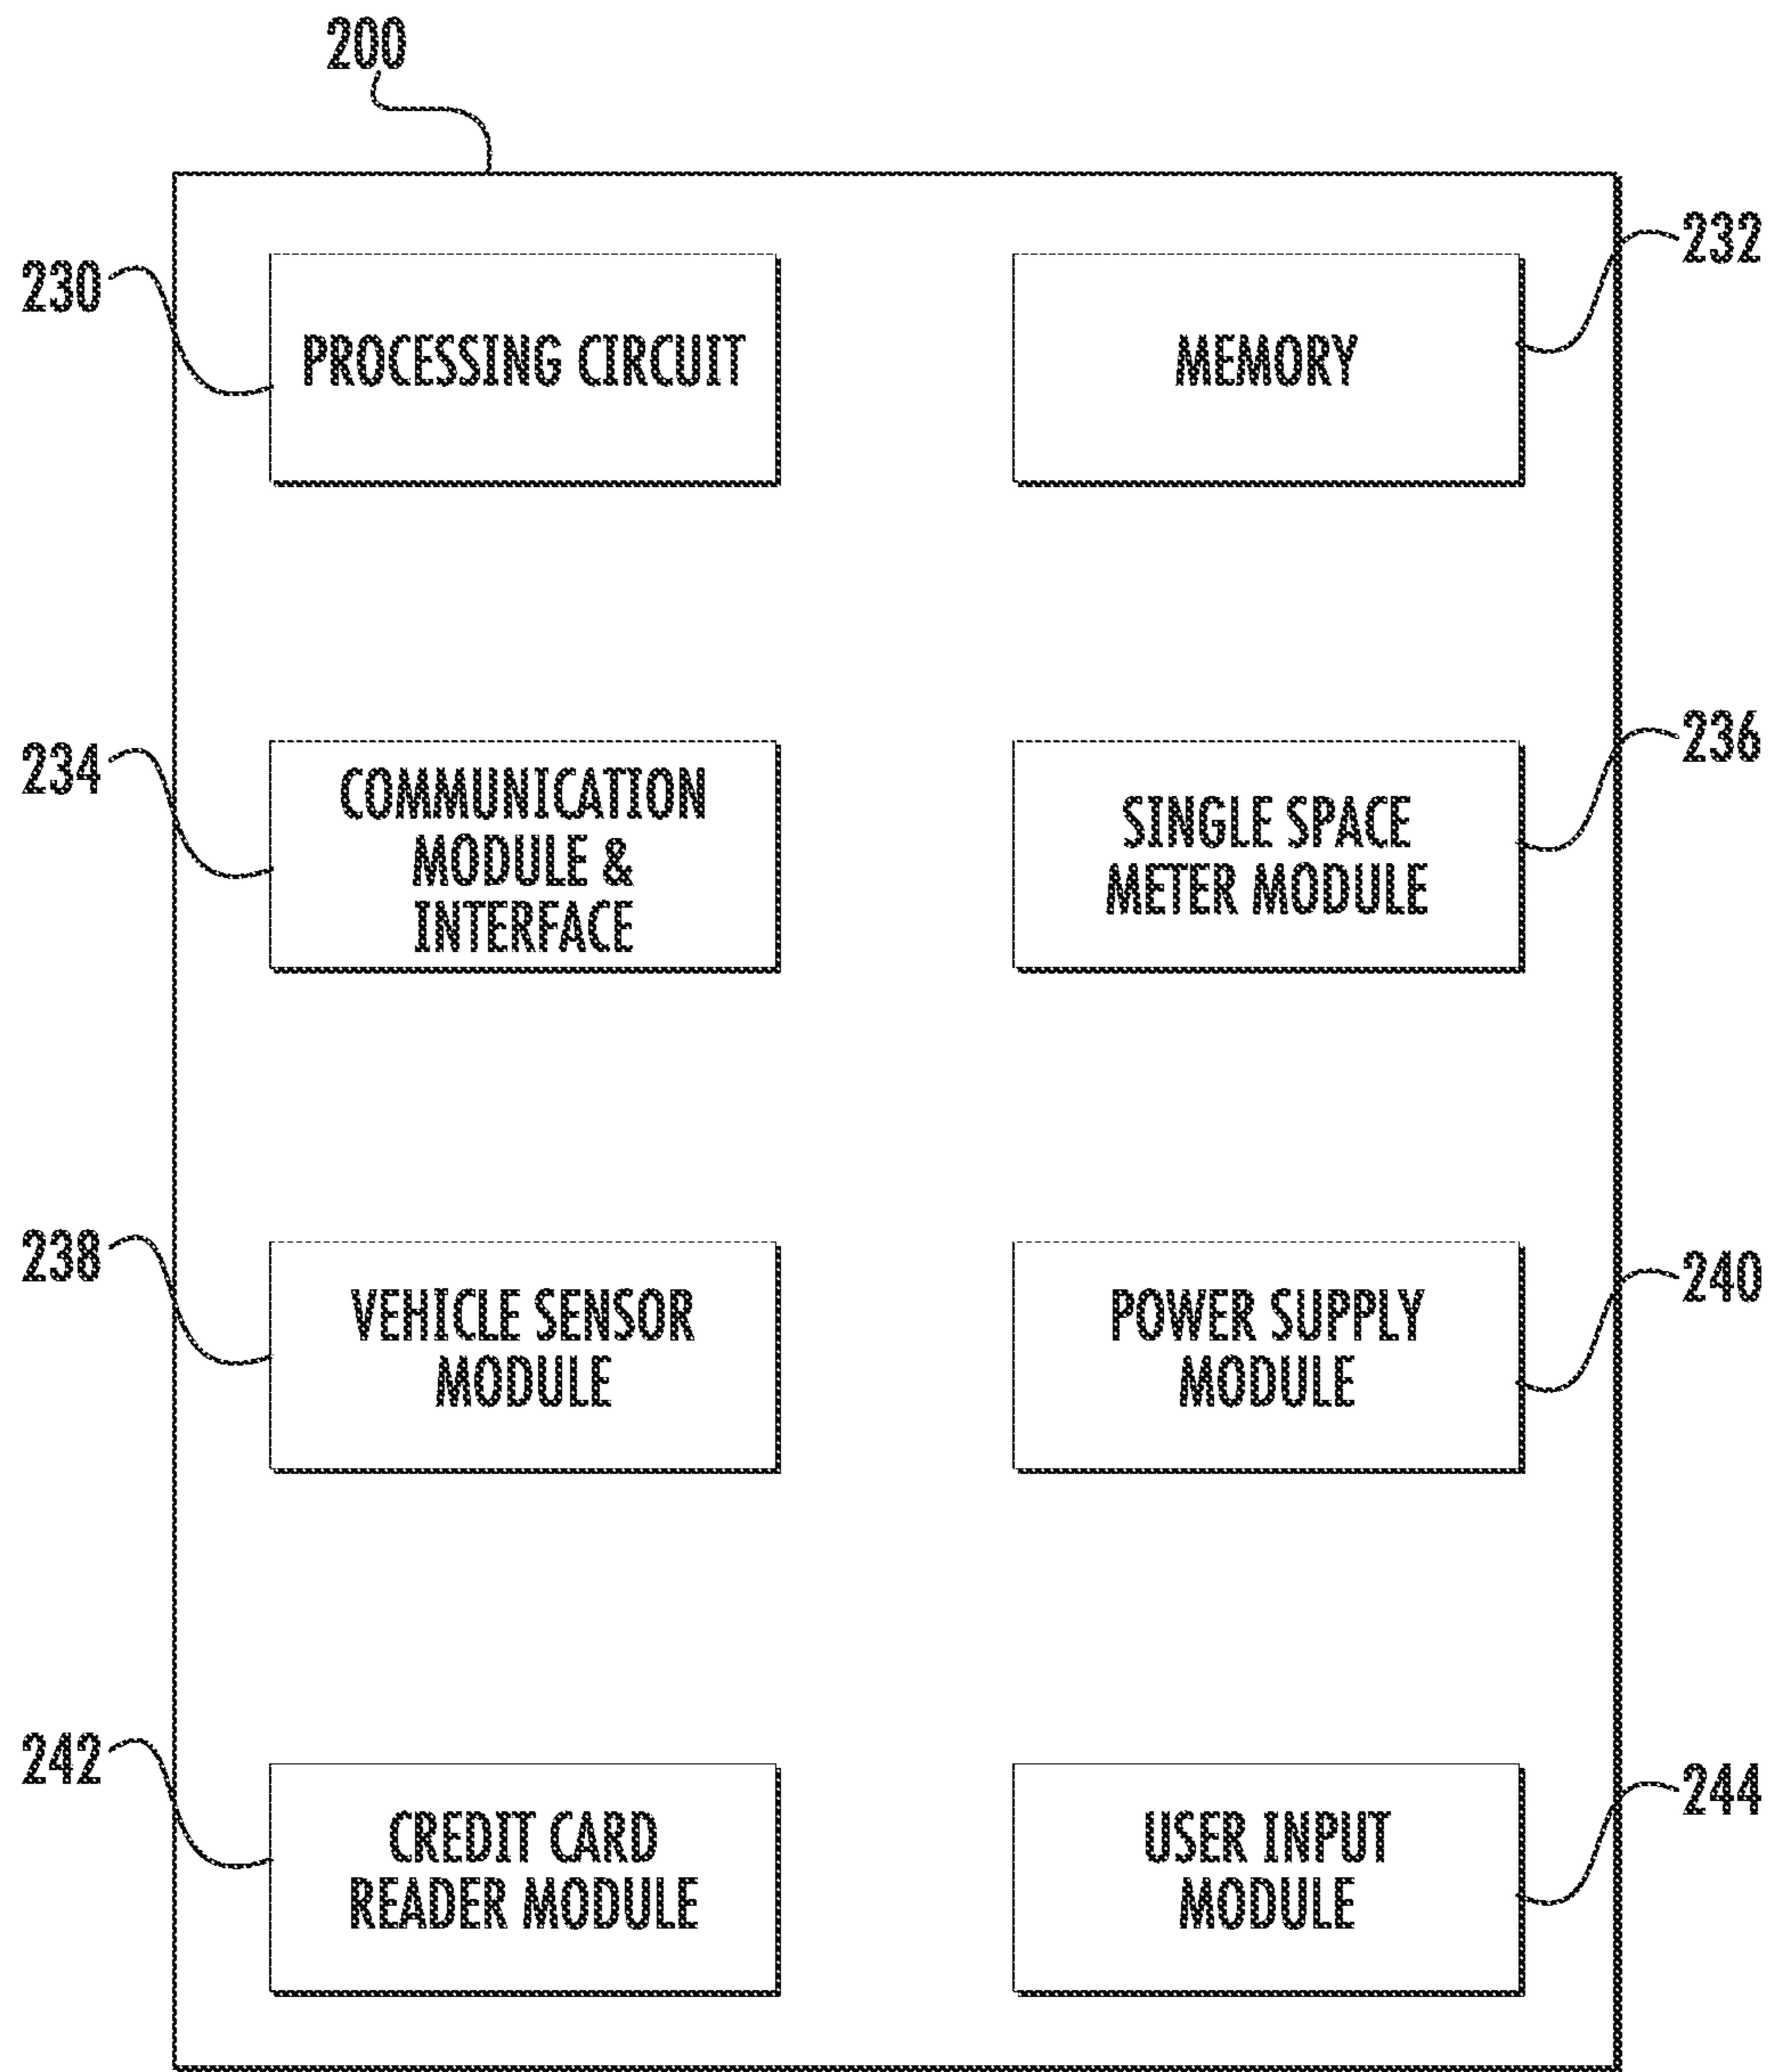 200
230
PROCESSING CIRCUIT
MEMORY
232
234
COMMUNICATION
MODULE &
INTERFACE
SINGLE SPACE
METER MODULE
236
238
VEHICLE SENSOR
MODULE
POWER SUPPLY
MODULE
240
242
CREDIT CARD
READER MODULE
USER INPUT
MODULE
244